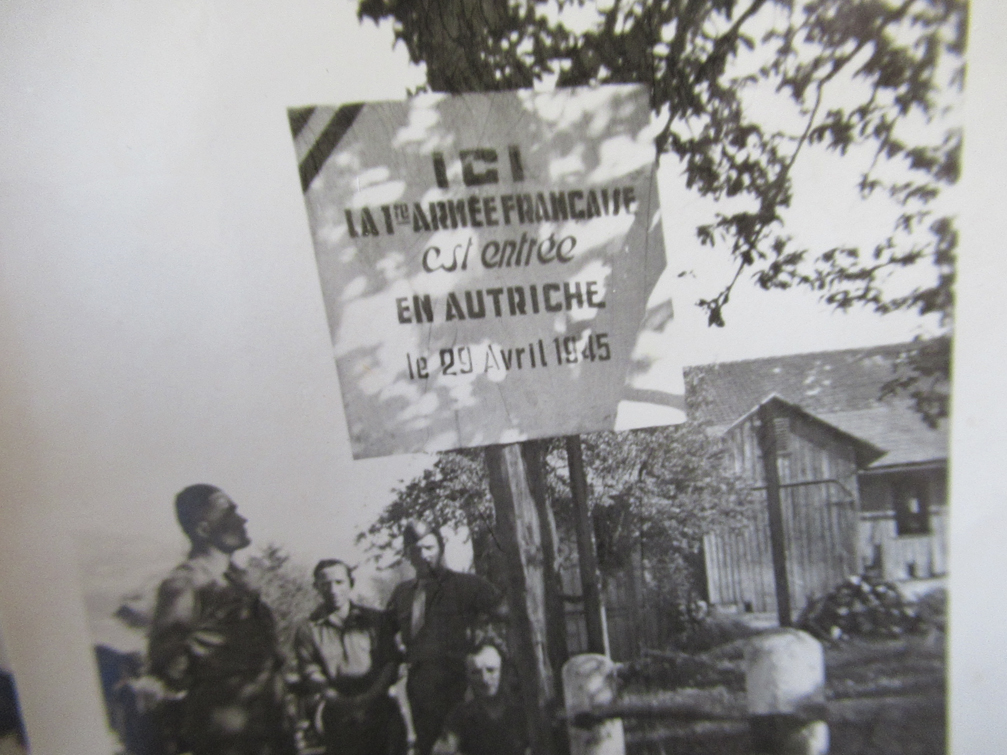 ICI
LA 1re ARMÉE FRANÇAISE
est entrée
EN AUTRICHE
le 29 Avril 1945